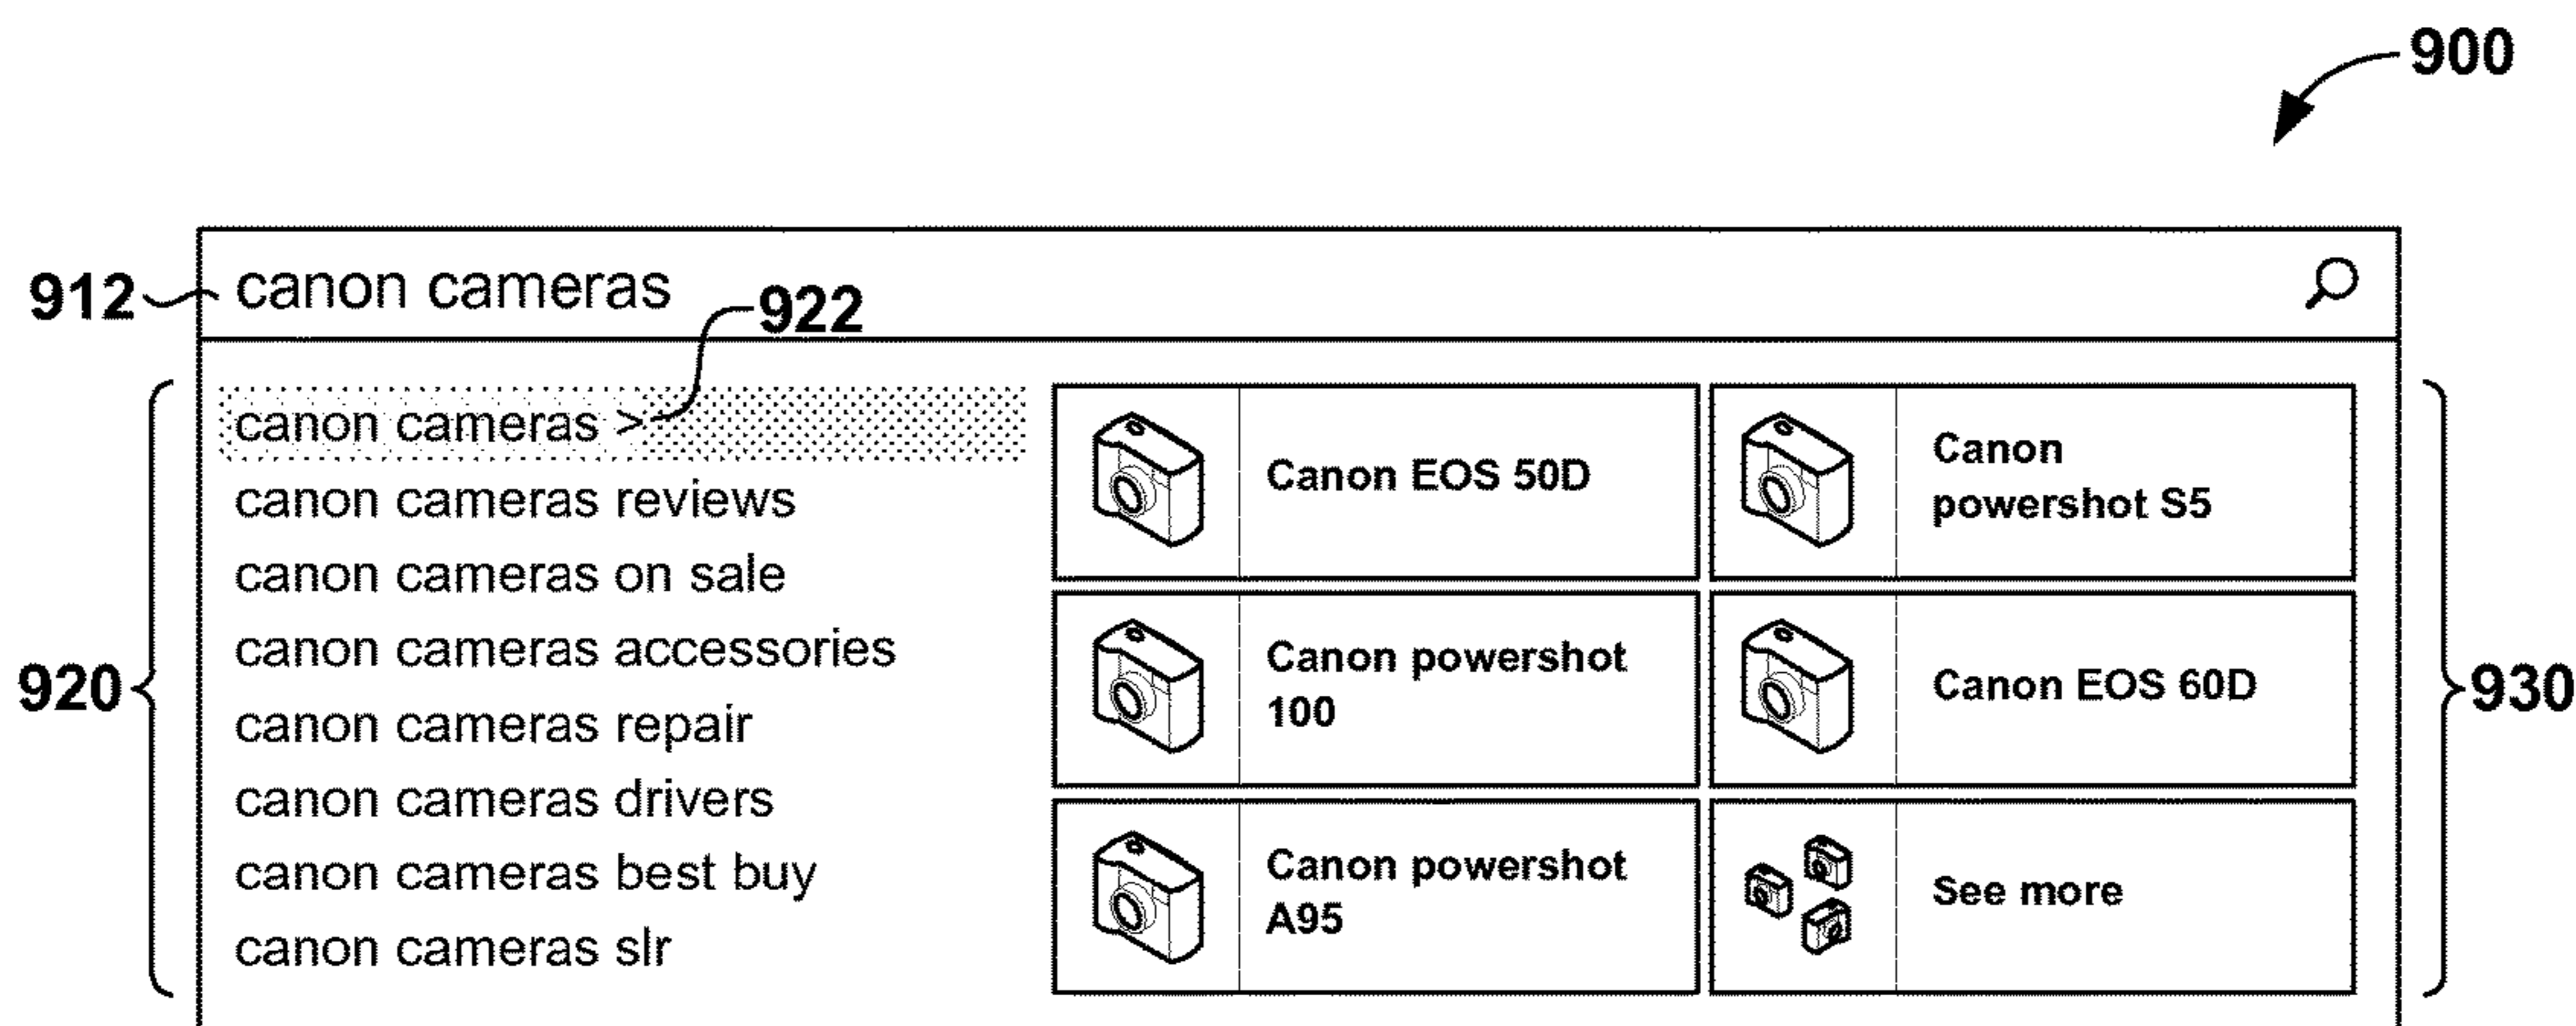 900
912
canon cameras
922
920
canon cameras >
canon cameras reviews
canon cameras on sale
canon cameras accessories
canon cameras repair
canon cameras drivers
canon cameras best buy
canon cameras slr
Canon EOS 50D
Canon
powershot S5
Canon powershot
100
Canon EOS 60D
Canon powershot
A95
See more
930